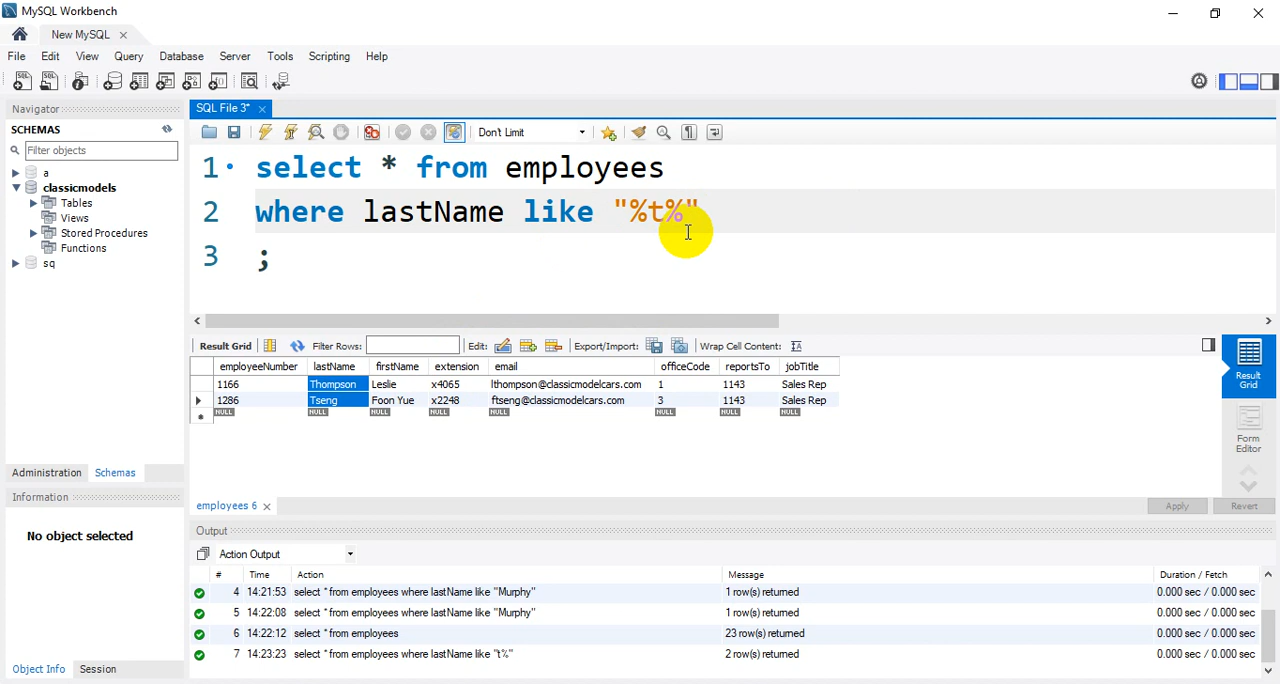 MySQL Workbench
New MySQL
File Edit View Query Database Server Tools Scripting Help
Navigator
SCHEMAS
Filter objects
a
classicmodels
Tables
Views
Stored Procedures
Functions
sq
Administration Schemas
Information
No object selected
Object Info Session
SQL File 3*
Don't Limit
1 select * from employees
2 where lastName like "%t%"
3 ;
Result Grid Filter Rows: Edit: Export/Import: Wrap Cell Content:
employeeNumber lastName firstName extension email officeCode reportsTo jobTitle
1166 Thompson Leslie x4065 lthompson@classicmodelcars.com 1 1143 Sales Rep
1286 Tseng Foon Yue x2248 ftseng@classicmodelcars.com 3 1143 Sales Rep
NULL NULL NULL NULL NULL NULL NULL NULL
Result Grid
Form Editor
employees 6
Apply Revert
Output
Action Output
# Time Action Message Duration / Fetch
4 14:21:53 select * from employees where lastName like "Murphy" 1 row(s) returned 0.000 sec / 0.000 sec
5 14:22:08 select * from employees where lastName like "Murphy" 1 row(s) returned 0.000 sec / 0.000 sec
6 14:22:12 select * from employees 23 row(s) returned 0.000 sec / 0.000 sec
7 14:23:23 select * from employees where lastName like "t%" 2 row(s) returned 0.000 sec / 0.000 sec